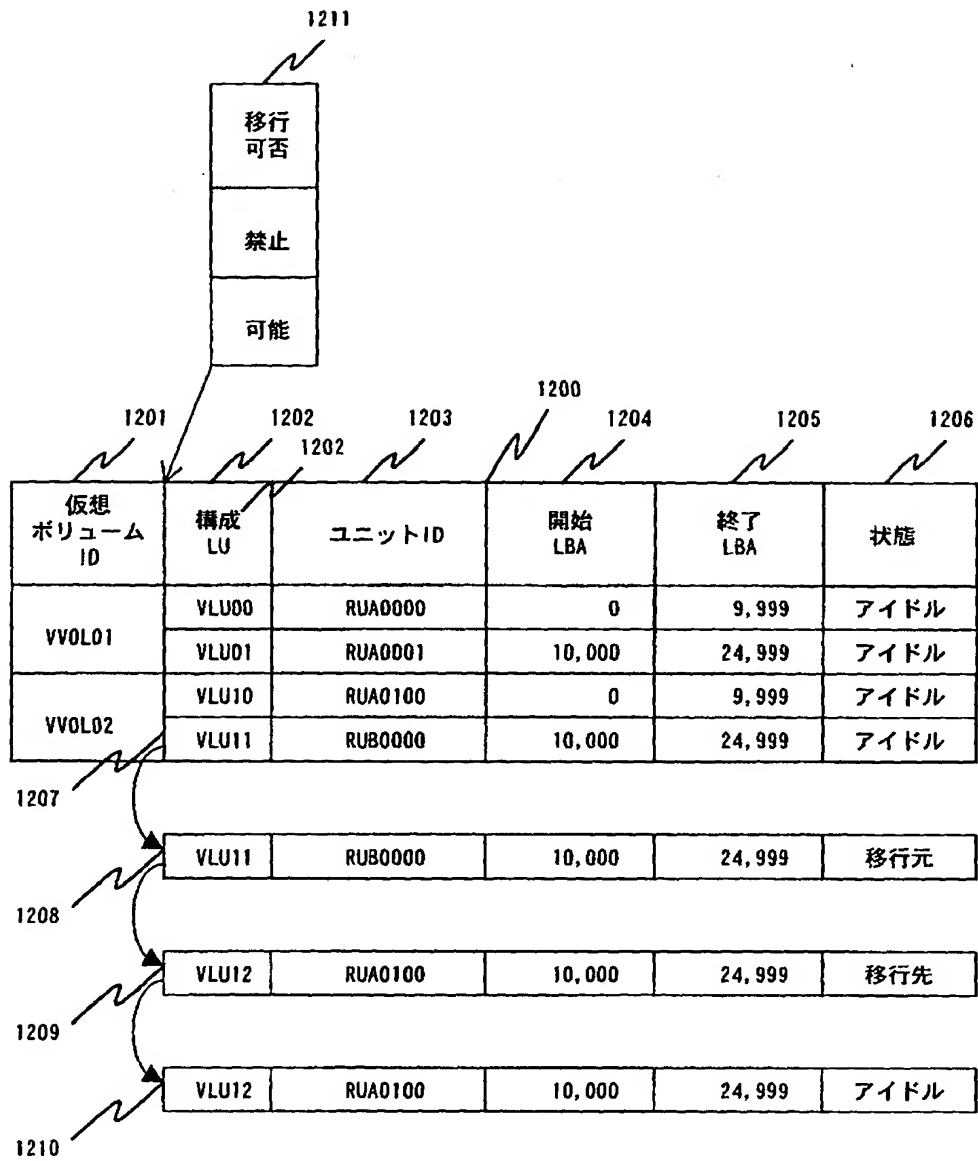 1211
移行
可否
禁止
可能
1201 1202 1203 1200 1204 1205 1206
1202
仮想
ボリューム
ID
構成
LU
ユニットID
開始
LBA
終了
LBA
状態
VVOL01
VLU00 RUA0000 0 9,999 アイドル
VLU01 RUA0001 10,000 24,999 アイドル
VVOL02
VLU10 RUA0100 0 9,999 アイドル
VLU11 RUB0000 10,000 24,999 アイドル
1207
VLU11 RUB0000 10,000 24,999 移行元
1208
VLU12 RUA0100 10,000 24,999 移行先
1209
VLU12 RUA0100 10,000 24,999 アイドル
1210